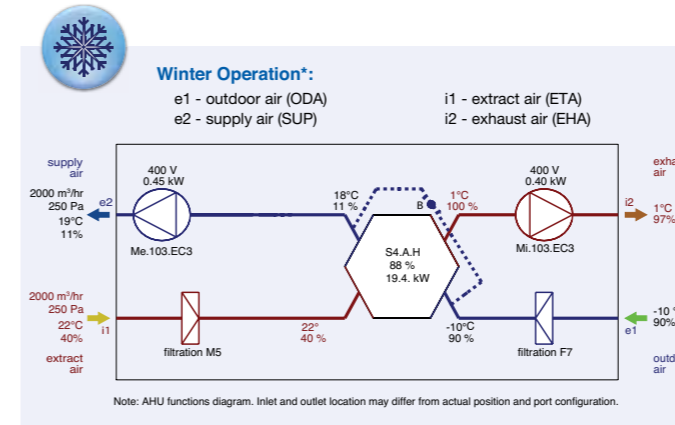 Winter Operation*:
e1 - outdoor air (ODA)
i1 - extract air (ETA)
e2 - supply air (SUP)
i2 - exhaust air (EHA)
supply
air
2000 m³/hr
250 Pa
19°C
11%
e2
400 V
0.45 kW
Me.103.EC3
18°C
11 %
B
1°C
100 %
400 V
0.40 kW
Mi.103.EC3
air
i2
1°C
97%
S4.A.H
88 %
19.4. kW
2000 m³/hr
250 Pa
22°C
40%
i1
extract
air
filtration M5
22°
40 %
-10°C
90 %
filtration F7
-10
90%
e1
air
Note: AHU functions diagram. Inlet and outlet location may differ from actual position and port configuration.